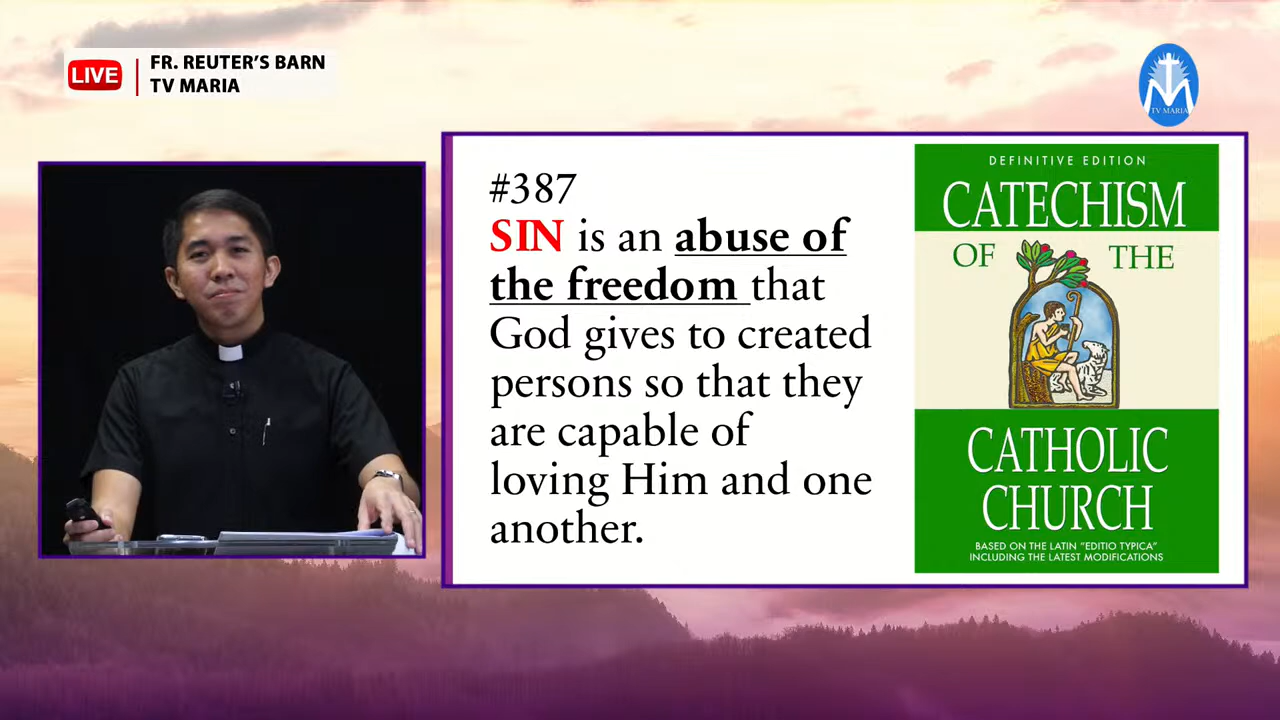 LIVE
FR. REUTER'S BARN
TV MARIA
TV MARIA
#387
SIN is an abuse of
the freedom that
God gives to created
persons so that they
are capable of
loving Him and one
another.
DEFINITIVE EDITION
CATECHISM
OF THE
CATHOLIC
CHURCH
BASED ON THE LATIN "EDITIO TYPICA"
INCLUDING THE LATEST MODIFICATIONS